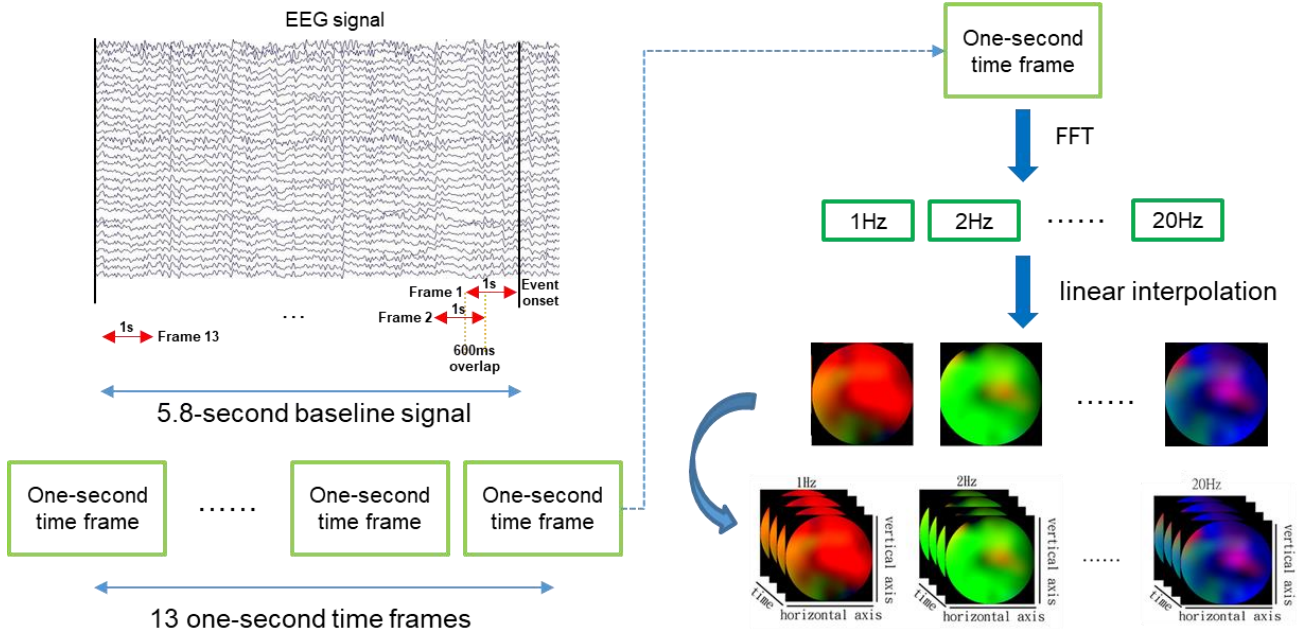 EEG signal
Frame 1
1s
Event
onset
Frame 2
1s
...
1s
Frame 13
600ms
overlap
5.8-second baseline signal
One-second
time frame
......
One-second
time frame
One-second
time frame
13 one-second time frames
One-second
time frame
FFT
1Hz
2Hz
......
20Hz
linear interpolation
......
1Hz
vertical axis
time
horizontal axis
2Hz
vertical axis
time
horizontal axis
......
20Hz
vertical axis
time
horizontal axis